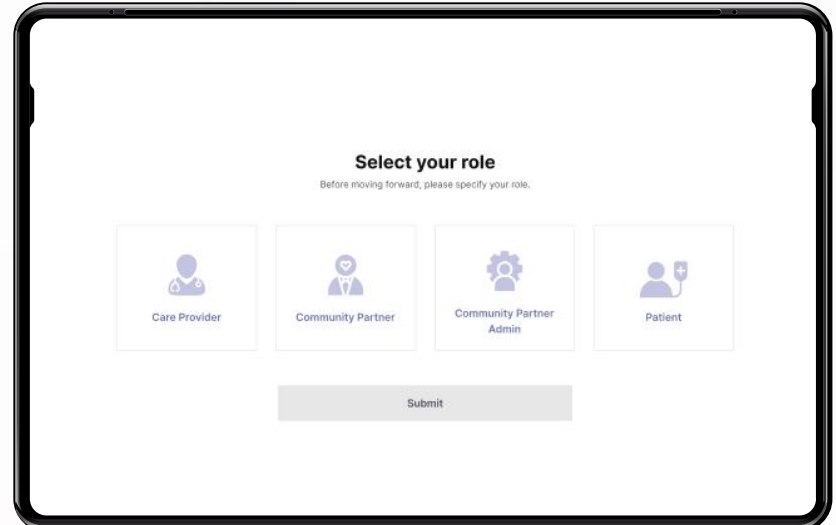 Select your role
Before moving forward, please specify your role.
Care Provider
Community Partner
Community Partner
Admin
Patient
Submit